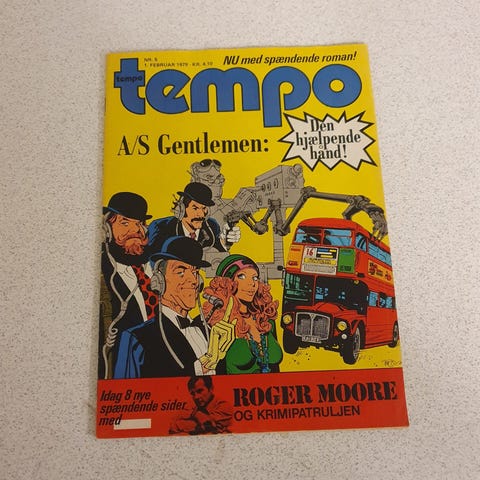 NR. 5
1. FEBRUAR 1979 - KR. 4,10
NU med spændende roman!
tempo
tempo
A/S Gentlemen:
Den
hjælpende
hånd!
16
Idag 8 nye
spændende sider
med
ROGER MOORE
OG KRIMIPATRULJEN